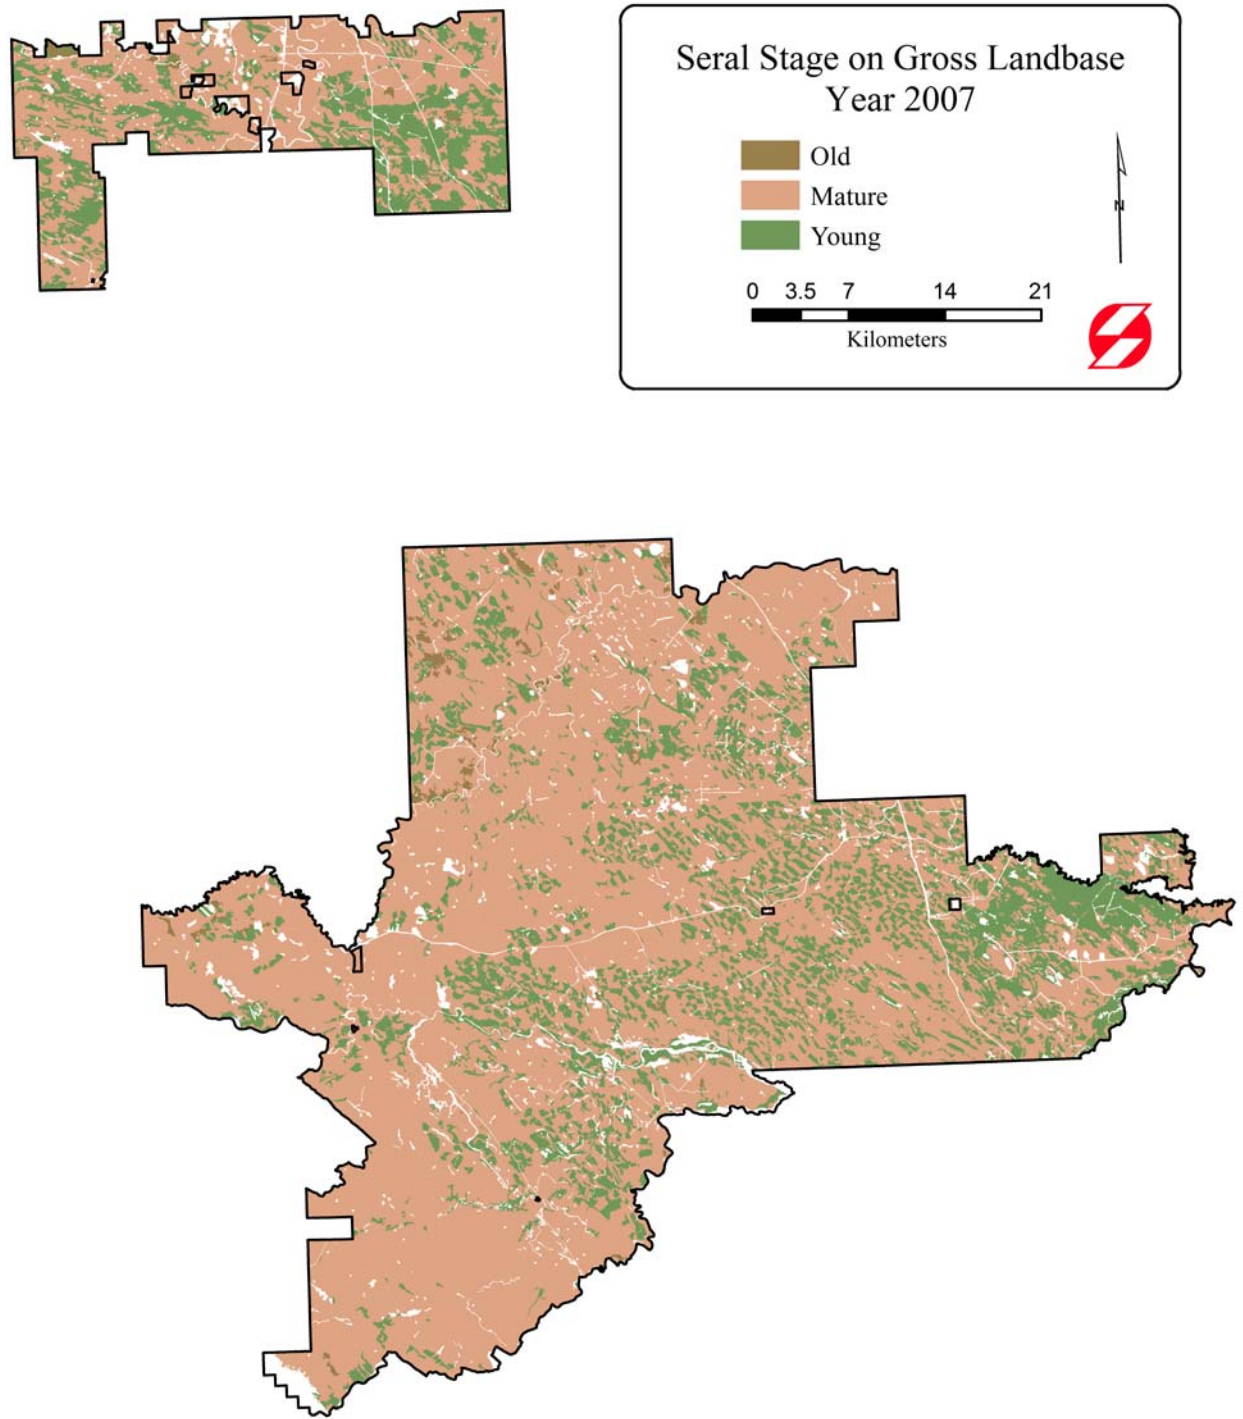 Seral Stage on Gross Landbase
Year 2007
Old
Mature
Young
N
0 3.5 7 14 21
Kilometers